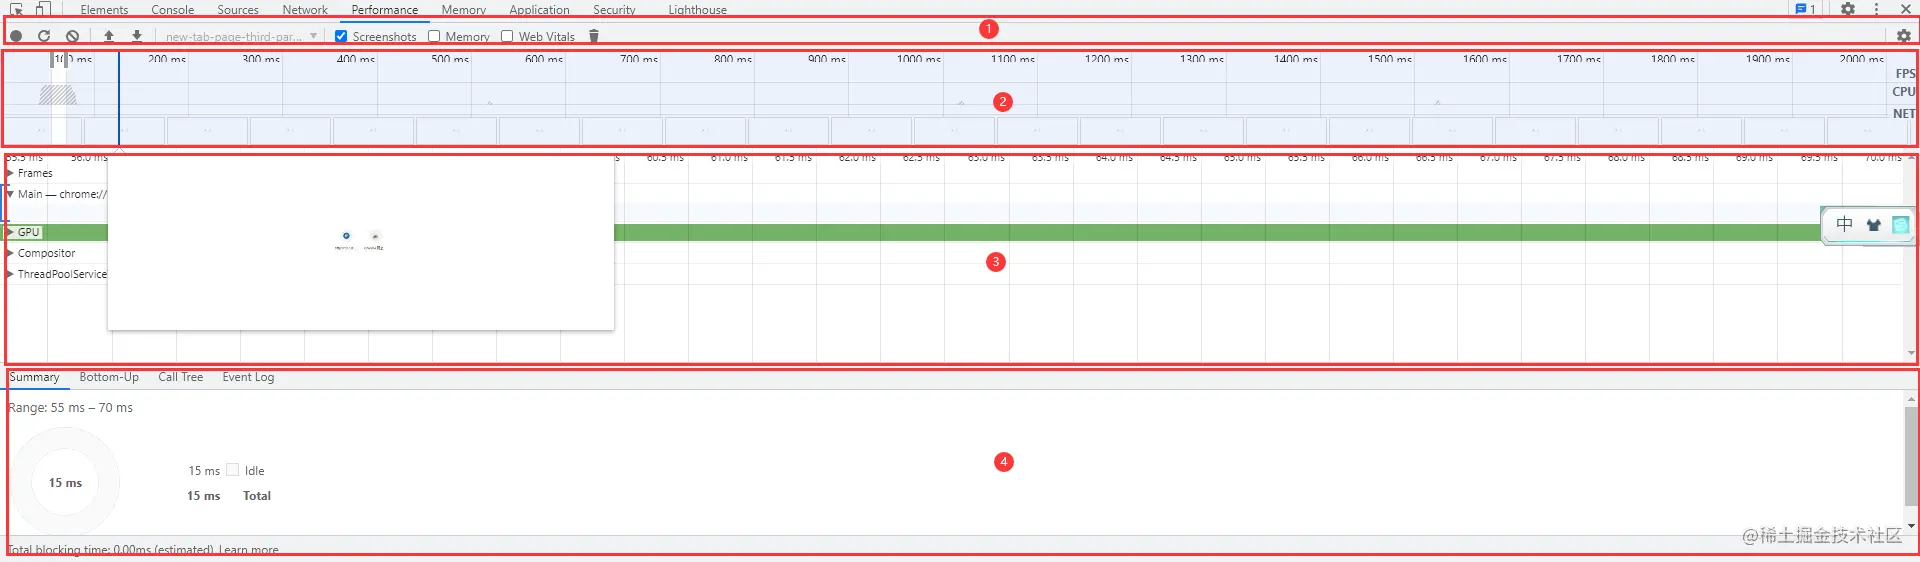 Elements Console Sources Network Performance Memory Application Security Lighthouse 1
new-tab-page-third-par... Screenshots Memory Web Vitals
1
100 ms 200 ms 300 ms 400 ms 500 ms 600 ms 700 ms 800 ms 900 ms 1000 ms 1100 ms 1200 ms 1300 ms 1400 ms 1500 ms 1600 ms 1700 ms 1800 ms 1900 ms 2000 ms
FPS
CPU
2
NET
55.5 ms 56.0 ms 60.5 ms 61.0 ms 61.5 ms 62.0 ms 62.5 ms 63.0 ms 63.5 ms 64.0 ms 64.5 ms 65.0 ms 65.5 ms 66.0 ms 66.5 ms 67.0 ms 67.5 ms 68.0 ms 68.5 ms 69.0 ms 69.5 ms 70.0 ms
Frames
Main — chrome://
中
GPU
Compositor
3
ThreadPoolService
Summary Bottom-Up Call Tree Event Log
Range: 55 ms – 70 ms
4
15 ms
15 ms Idle
15 ms Total
@稀土掘金技术社区
Total blocking time: 0.00ms (estimated) Learn more